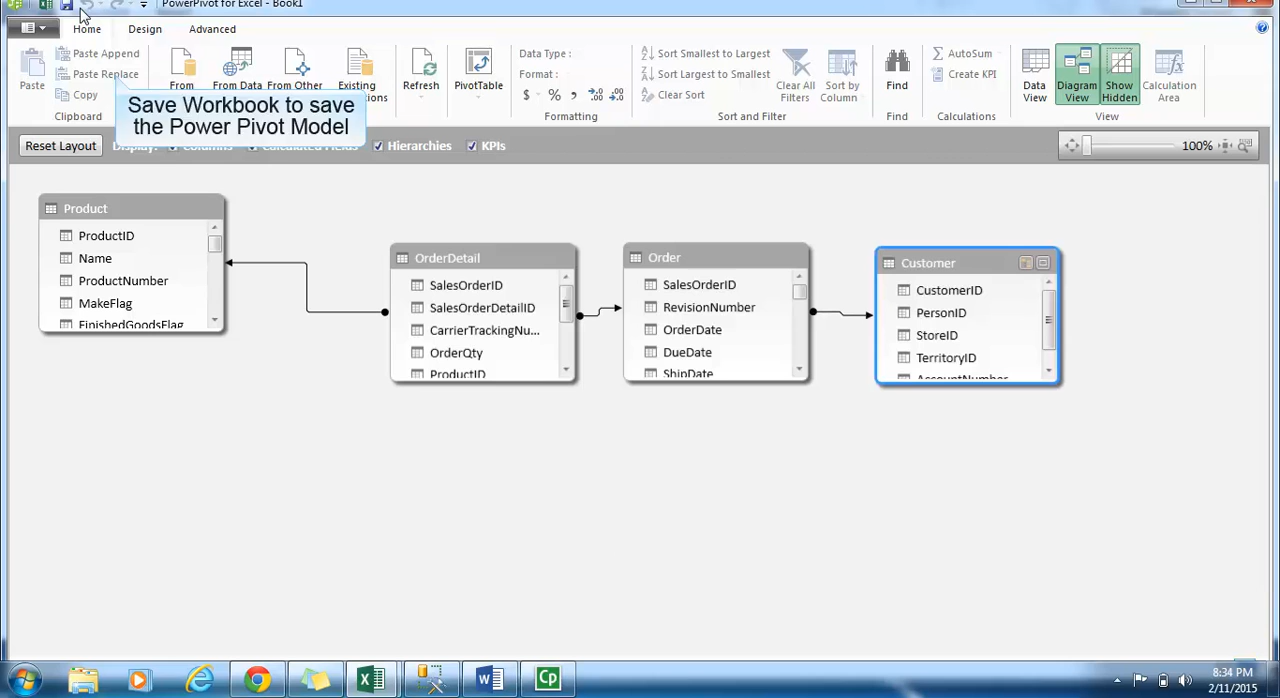 PowerPivot for Excel - Book1
Home Design Advanced
Paste
Paste Append
Paste Replace
Copy
Clipboard
From
From Data
From Other
Existing
Refresh
PivotTable
Data Type :
Format :
$ % ,
Formatting
Sort Smallest to Largest
Sort Largest to Smallest
Clear Sort
Clear All
Filters
Sort by
Column
Sort and Filter
Find
Find
AutoSum
Create KPI
Calculations
Data
View
Diagram
View
Show
Hidden
Calculation
Area
View
Save Workbook to save
the Power Pivot Model
Reset Layout Hierarchies KPIs 100%
Product
ProductID
Name
ProductNumber
MakeFlag
FinishedGoodsFlag
OrderDetail
SalesOrderID
SalesOrderDetailID
CarrierTrackingNu...
OrderQty
ProductID
Order
SalesOrderID
RevisionNumber
OrderDate
DueDate
ShipDate
Customer
CustomerID
PersonID
StoreID
TerritoryID
AccountNumber
8:34 PM
2/11/2015